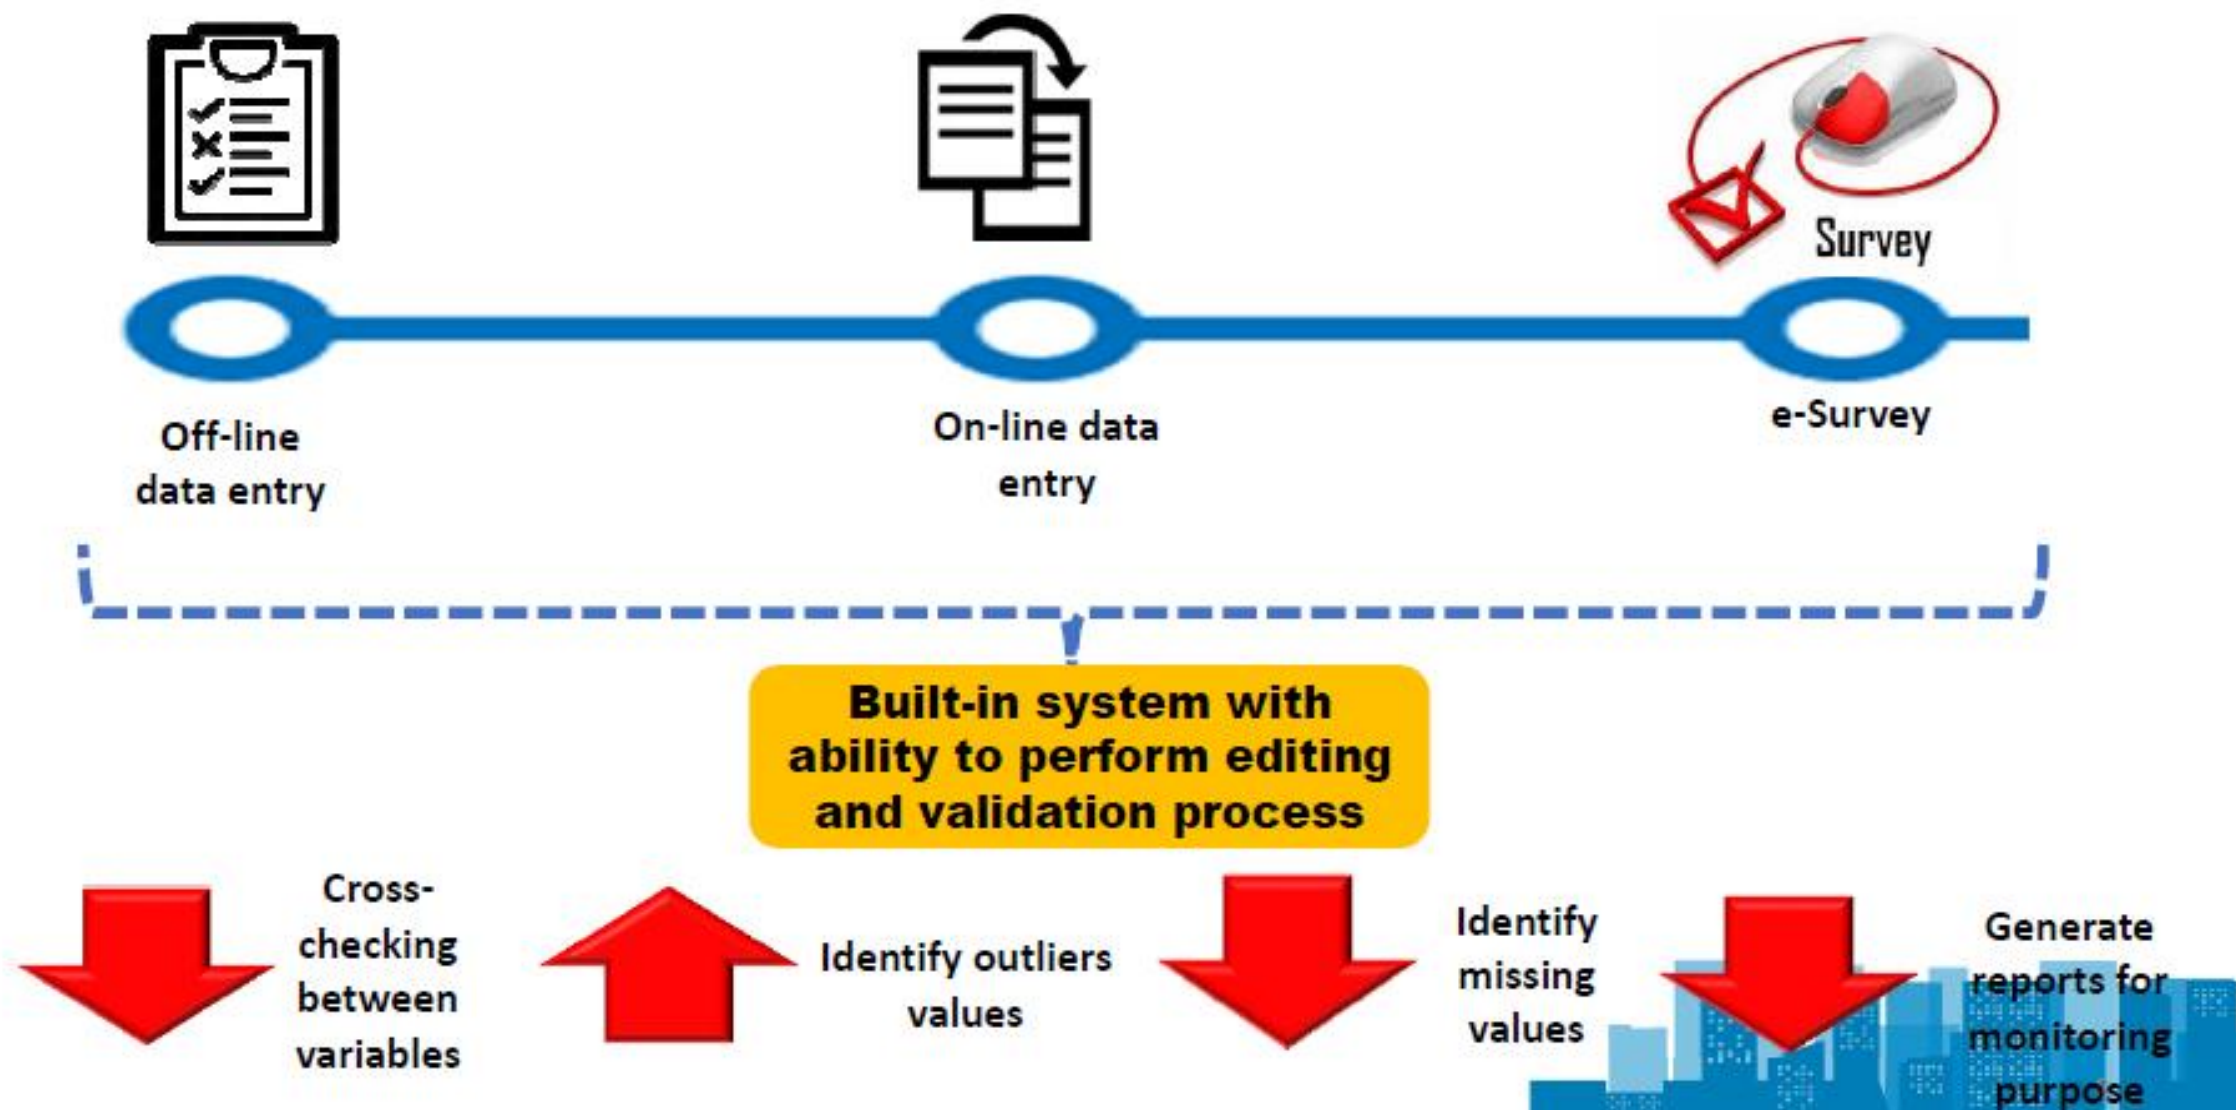 Survey
Off-line
data entry
On-line data
entry
e-Survey
Built-in system with
ability to perform editing
and validation process
Cross-
checking
between
variables
Identify outliers
values
Identify
missing
values
Generate
reports for
monitoring
purpose